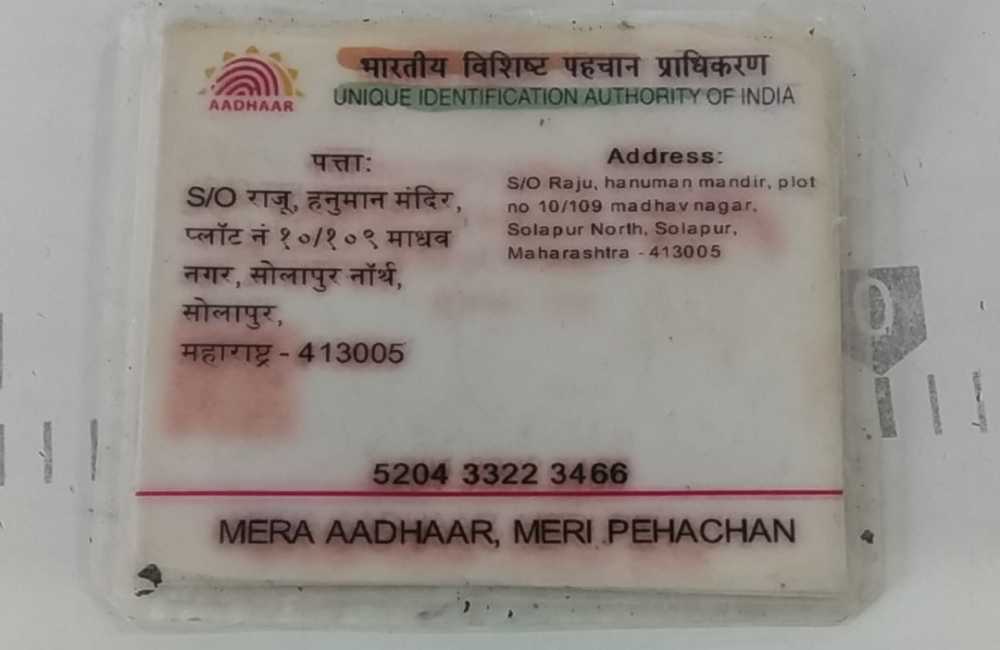 भारतीय विशिष्ट पहचान प्राधिकरण
UNIQUE IDENTIFICATION AUTHORITY OF INDIA
AADHAAR
पत्ता:
S/O राजू, हनुमान मंदिर,
प्लॉट नं १०/१०९ माधव
नगर, सोलापुर नॉर्थ,
सोलापुर,
महाराष्ट्र - 413005
Address:
S/O Raju, hanuman mandir, plot
no 10/109 madhav nagar,
Solapur North, Solapur,
Maharashtra - 413005
5204 3322 3466
MERA AADHAAR, MERI PEHACHAN